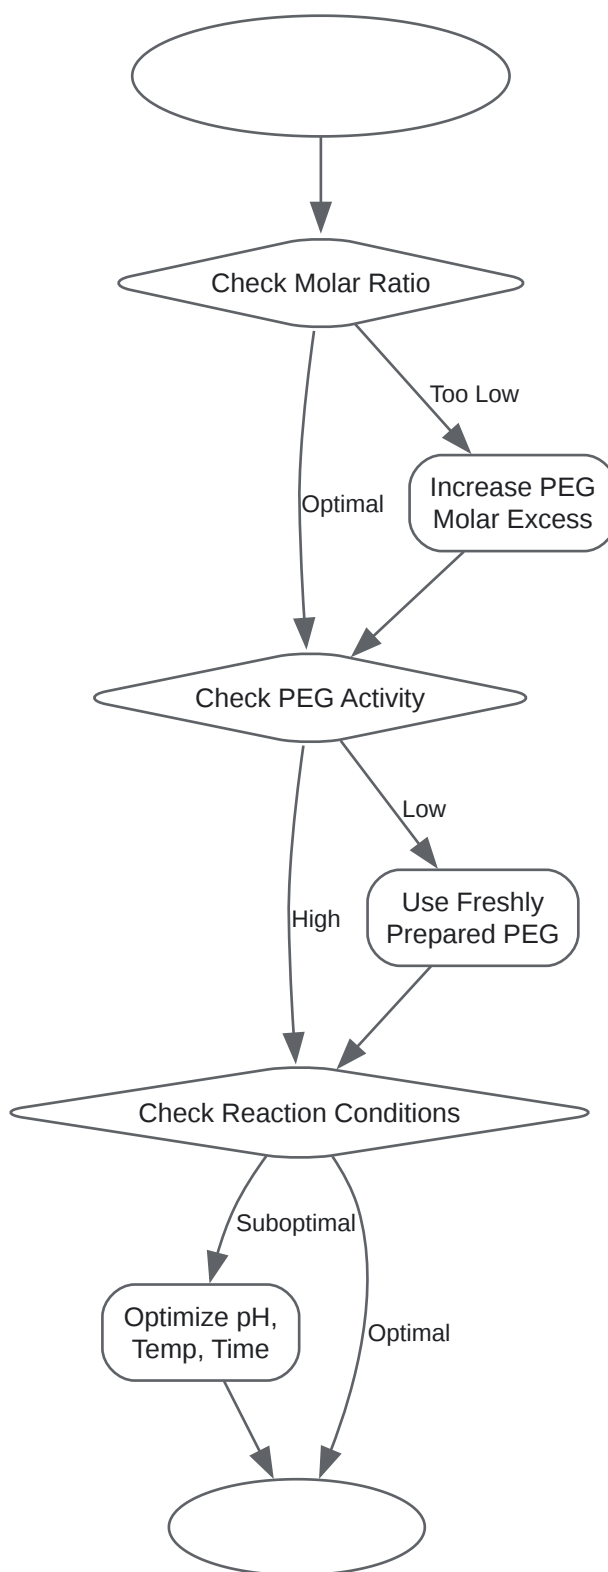 Check Molar Ratio
Too Low
Increase PEG
Molar Excess
Optimal
Check PEG Activity
Low
Use Freshly
Prepared PEG
High
Check Reaction Conditions
Suboptimal
Optimize pH,
Temp, Time
Optimal